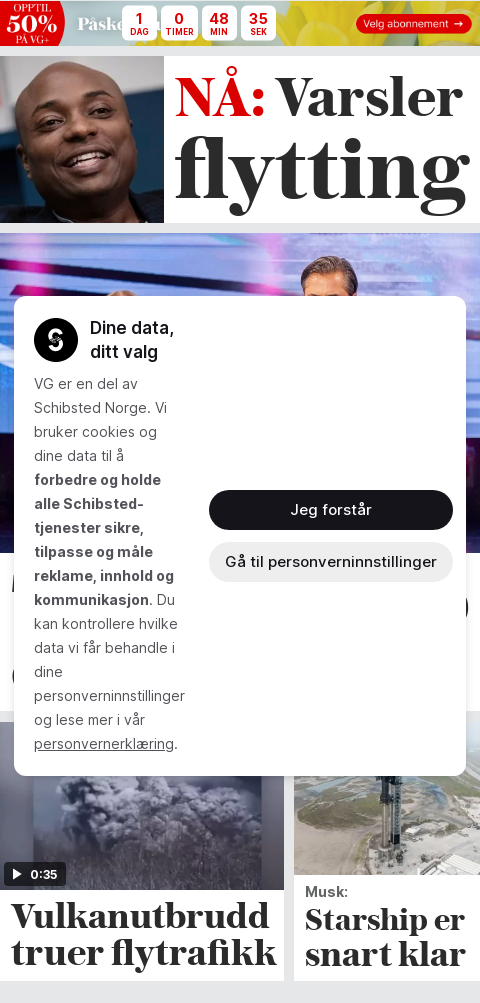 OPPTIL
50%
PÅ VG+
1
DAG
0
TIMER
48
MIN
35
SEK
Velg abonnement →
NÅ: Varsler
flytting
Dine data,
ditt valg
VG er en del av
Schibsted Norge. Vi
bruker cookies og
dine data til å
forbedre og holde
alle Schibsted-
tjenester sikre,
tilpasse og måle
reklame, innhold og
kommunikasjon. Du
kan kontrollere hvilke
data vi får behandle i
dine
personverninnstillinger
og lese mer i vår
personvernerklæring.
Jeg forstår
Gå til personverninnstillinger
0:35
Vulkanutbrudd
truer flytrafikk
Musk:
Starship er
snart klar